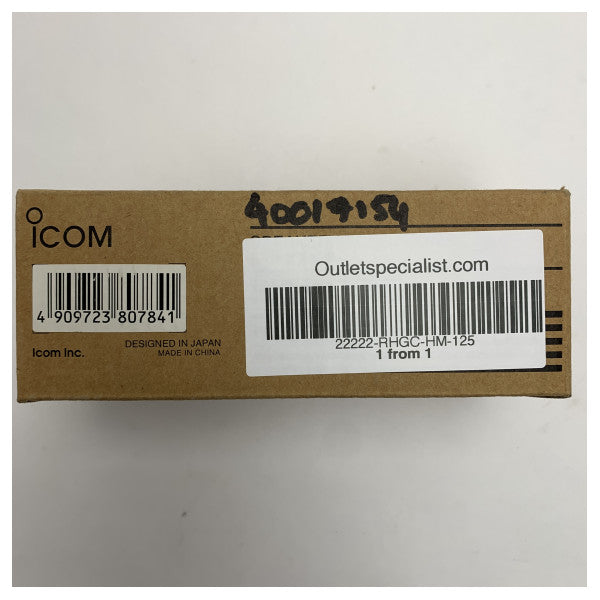 40017154
ICOM
Outletspecialist.com
4 909723 807841
22222-RHGC-HM-125
1 from 1
Icom Inc.
DESIGNED IN JAPAN
MADE IN CHINA